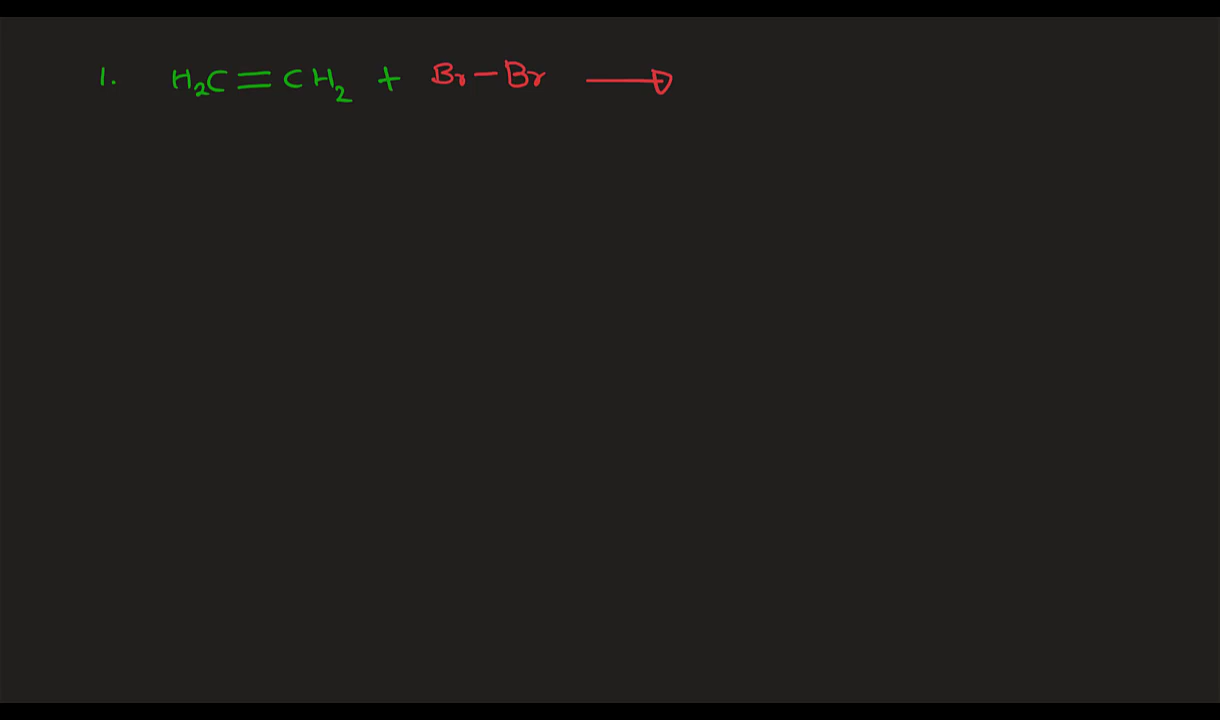 1. H₂C=CH₂ + Br-Br →